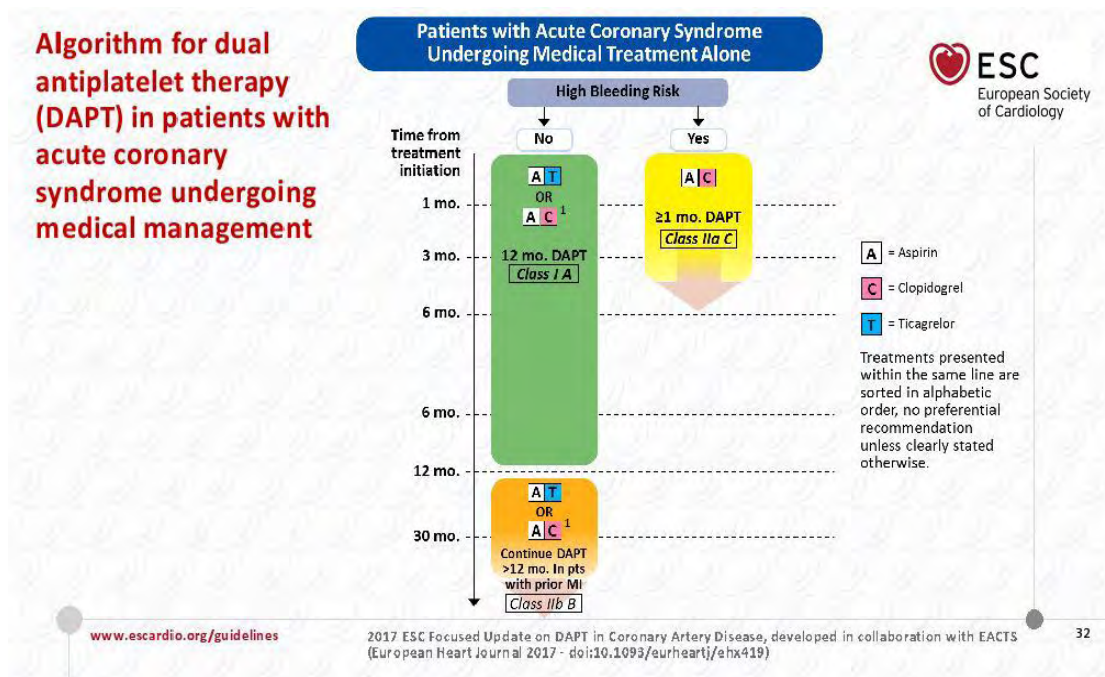 Algorithm for dual
antiplatelet therapy
(DAPT) in patients with
acute coronary
syndrome undergoing
medical management
Patients with Acute Coronary Syndrome
Undergoing Medical Treatment Alone
ESC
European Society
of Cardiology
High Bleeding Risk
No
Yes
Time from
treatment
initiation
1 mo.
3 mo.
6 mo.
6 mo.
12 mo.
30 mo.
A T
OR
A C 1
12 mo. DAPT
Class I A
A C
≥1 mo. DAPT
Class IIa C
A T
OR
A C 1
Continue DAPT
>12 mo. In pts
with prior MI
Class IIb B
A = Aspirin
C = Clopidogrel
T = Ticagrelor
Treatments presented
within the same line are
sorted in alphabetic
order, no preferential
recommendation
unless clearly stated
otherwise.
www.escardio.org/guidelines
2017 ESC Focused Update on DAPT in Coronary Artery Disease, developed in collaboration with EACTS
(European Heart Journal 2017 - doi:10.1093/eurheartj/ehx419)
32